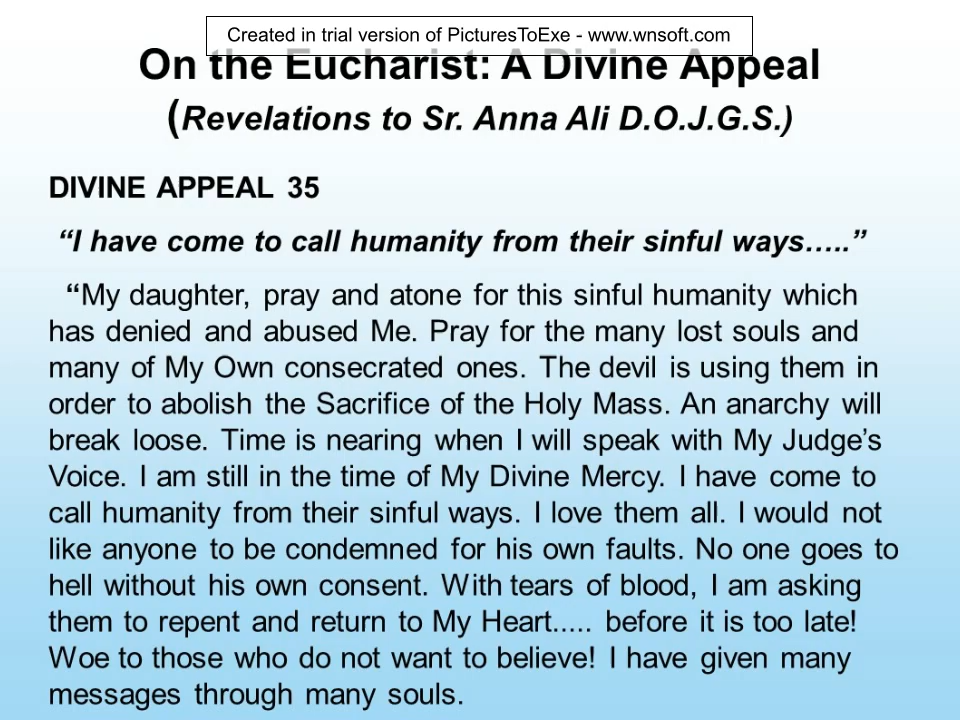 Created in trial version of PicturesToExe - www.wnsoft.com
On the Eucharist: A Divine Appeal
(Revelations to Sr. Anna Ali D.O.J.G.S.)
DIVINE APPEAL 35
“I have come to call humanity from their sinful ways…..”
“My daughter, pray and atone for this sinful humanity which
has denied and abused Me. Pray for the many lost souls and
many of My Own consecrated ones. The devil is using them in
order to abolish the Sacrifice of the Holy Mass. An anarchy will
break loose. Time is nearing when I will speak with My Judge’s
Voice. I am still in the time of My Divine Mercy. I have come to
call humanity from their sinful ways. I love them all. I would not
like anyone to be condemned for his own faults. No one goes to
hell without his own consent. With tears of blood, I am asking
them to repent and return to My Heart..... before it is too late!
Woe to those who do not want to believe! I have given many
messages through many souls.